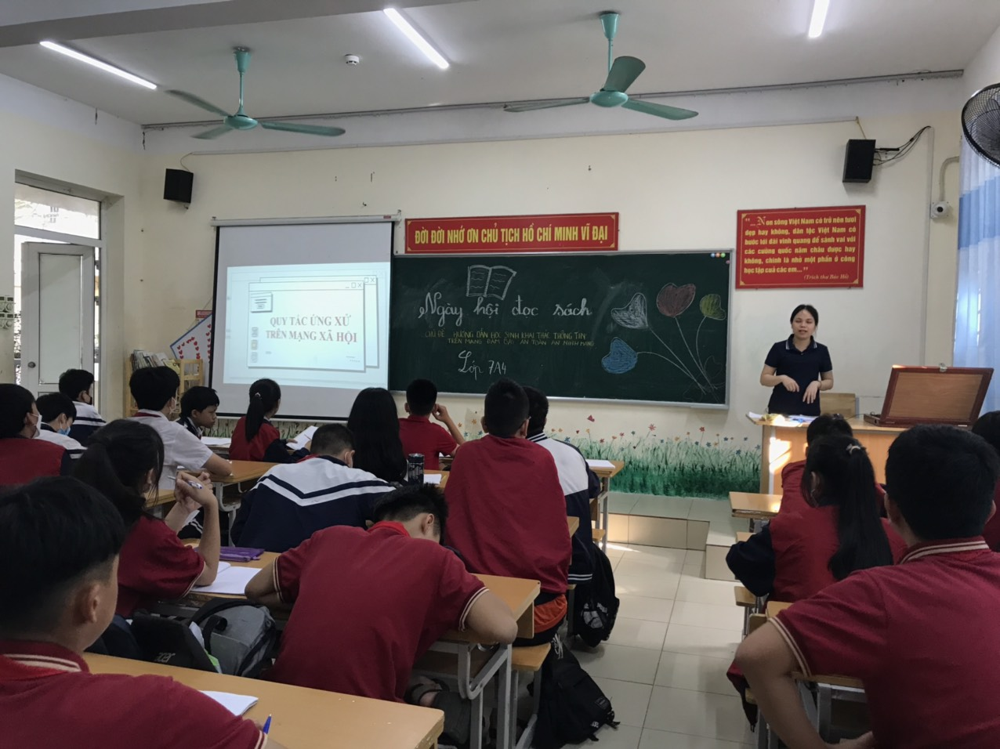 ĐỜI ĐỜI NHỚ ƠN CHỦ TỊCH HỒ CHÍ MINH VĨ ĐẠI
"...Non sông Việt Nam có trở nên tươi
đẹp hay không, dân tộc Việt Nam có
bước tới đài vinh quang để sánh vai với
các cường quốc năm châu được hay
không, chính là nhờ một phần ở công
học tập của các em..."
(Trích thư Bác Hồ)
QUY TẮC ỨNG XỬ
TRÊN MẠNG XÃ HỘI
Ngày hội đọc sách
CHỦ ĐỀ HƯỚNG DẪN HỌC SINH KHAI THÁC THÔNG TIN
TRÊN MẠNG ĐẢM BẢO AN TOÀN AN NINH MẠNG
Lớp 7A4